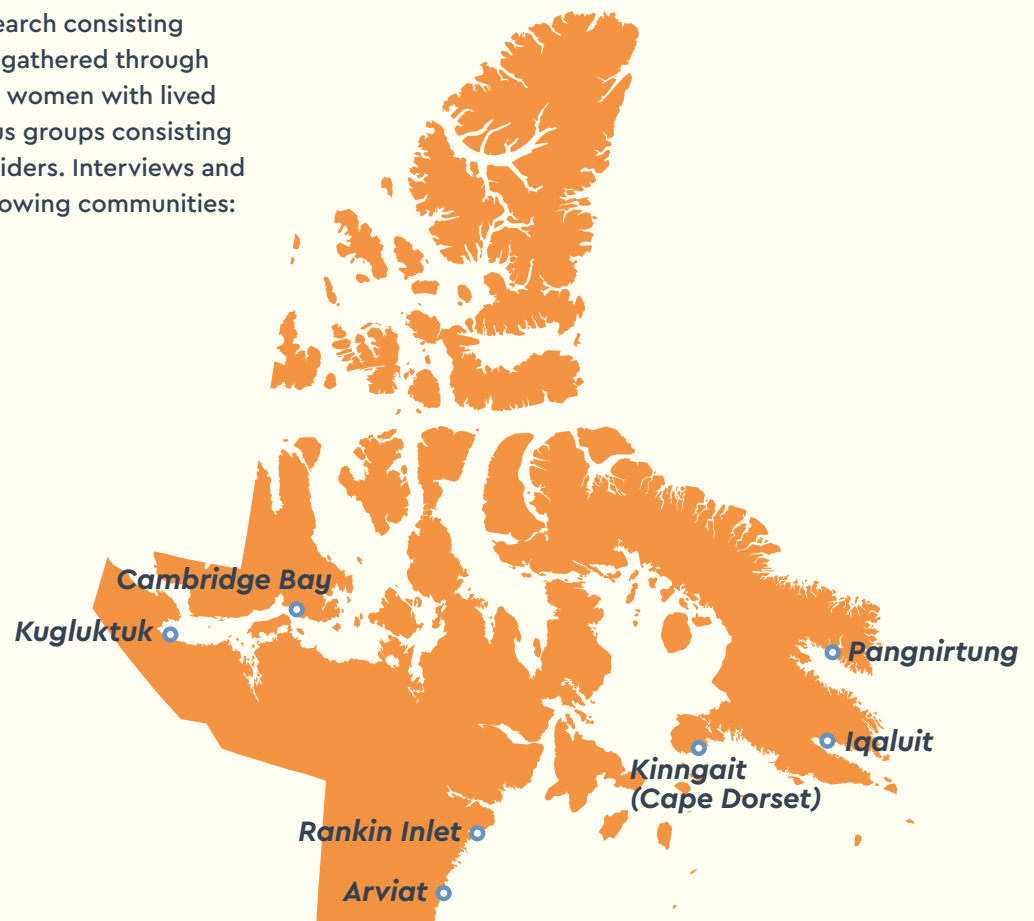 earch consisting
gathered through
women with lived
us groups consisting
iders. Interviews and
owing communities:
Cambridge Bay
Kugluktuk
Pangnirtung
Iqaluit
Kinngait
(Cape Dorset)
Rankin Inlet
Arviat